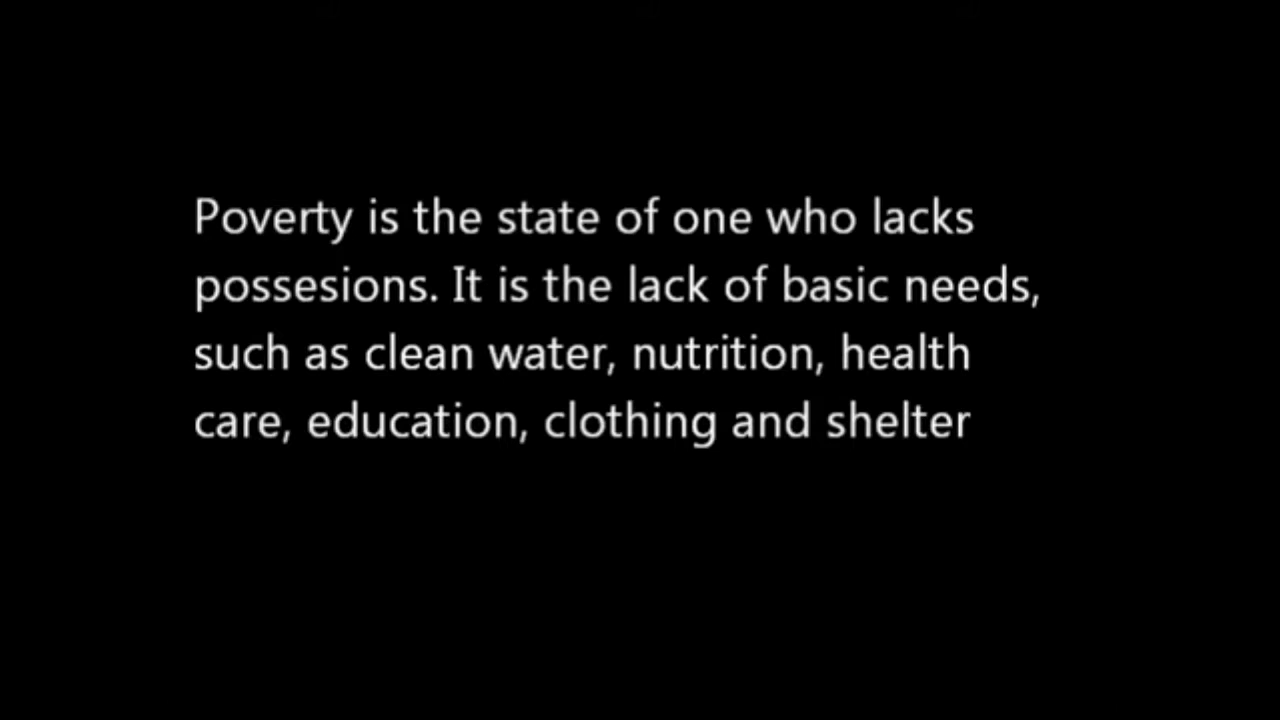 Poverty is the state of one who lacks
possesions. It is the lack of basic needs,
such as clean water, nutrition, health
care, education, clothing and shelter